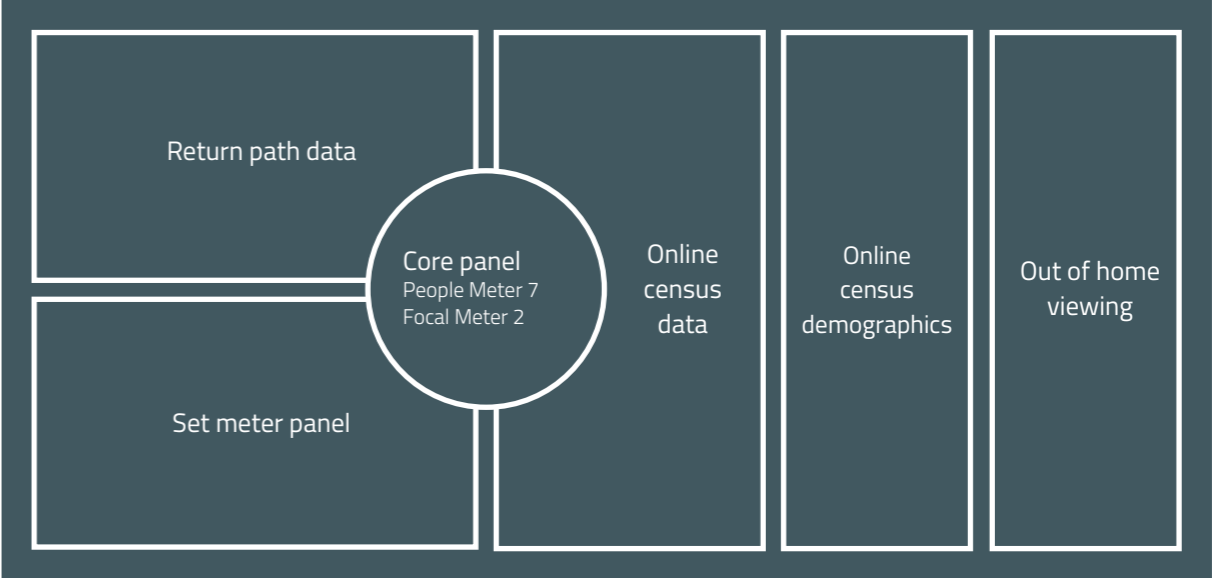 Return path data
Core panel
People Meter 7
Focal Meter 2
Set meter panel
Online
census
data
Online
census
demographics
Out of home
viewing